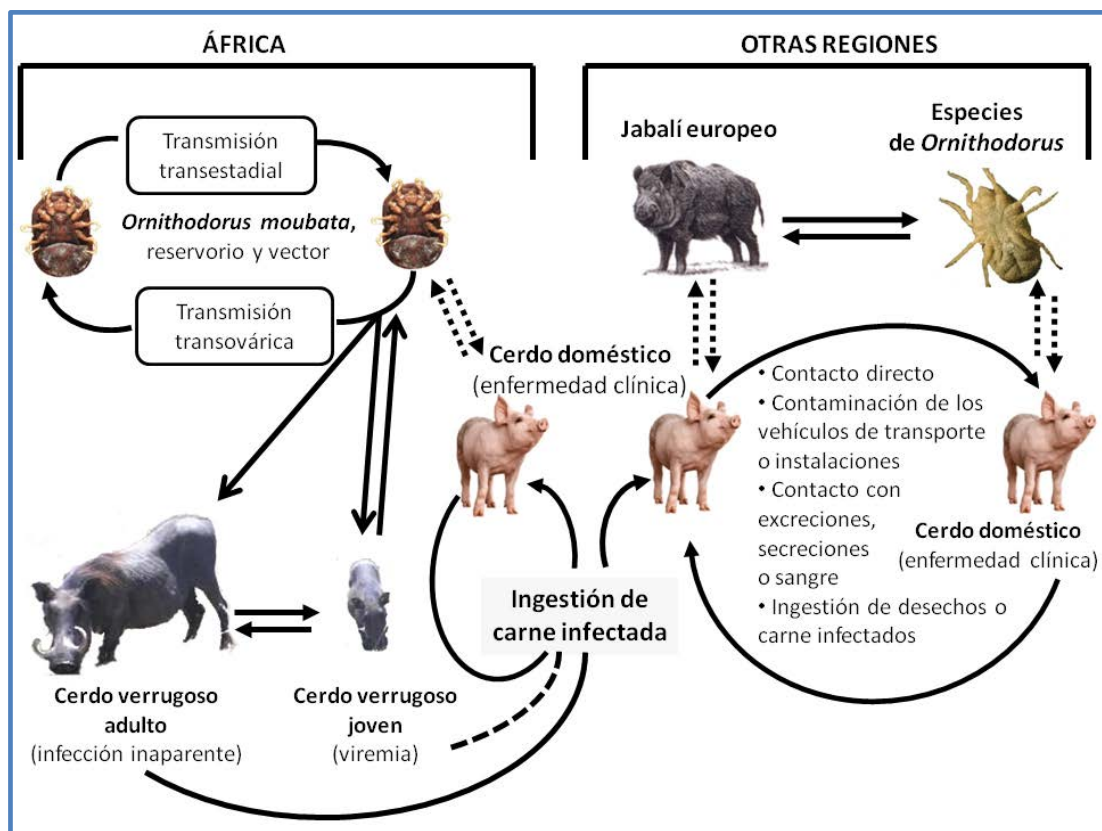 ÁFRICA
Transmisión
transestadial
Ornithodorus moubata,
reservorio y vector
Transmisión
transovárica
Cerdo doméstico
(enfermedad clínica)
Cerdo verrugoso
adulto
(infección inaparente)
Cerdo verrugoso
joven
(viremia)
Ingestión de
carne infectada
OTRAS REGIONES
Jabalí europeo
Especies
de Ornithodorus
• Contacto directo
• Contaminación de los
vehículos de transporte
o instalaciones
• Contacto con
excreciones,
secreciones
o sangre
• Ingestión de desechos o
carne infectados
Cerdo doméstico
(enfermedad clínica)